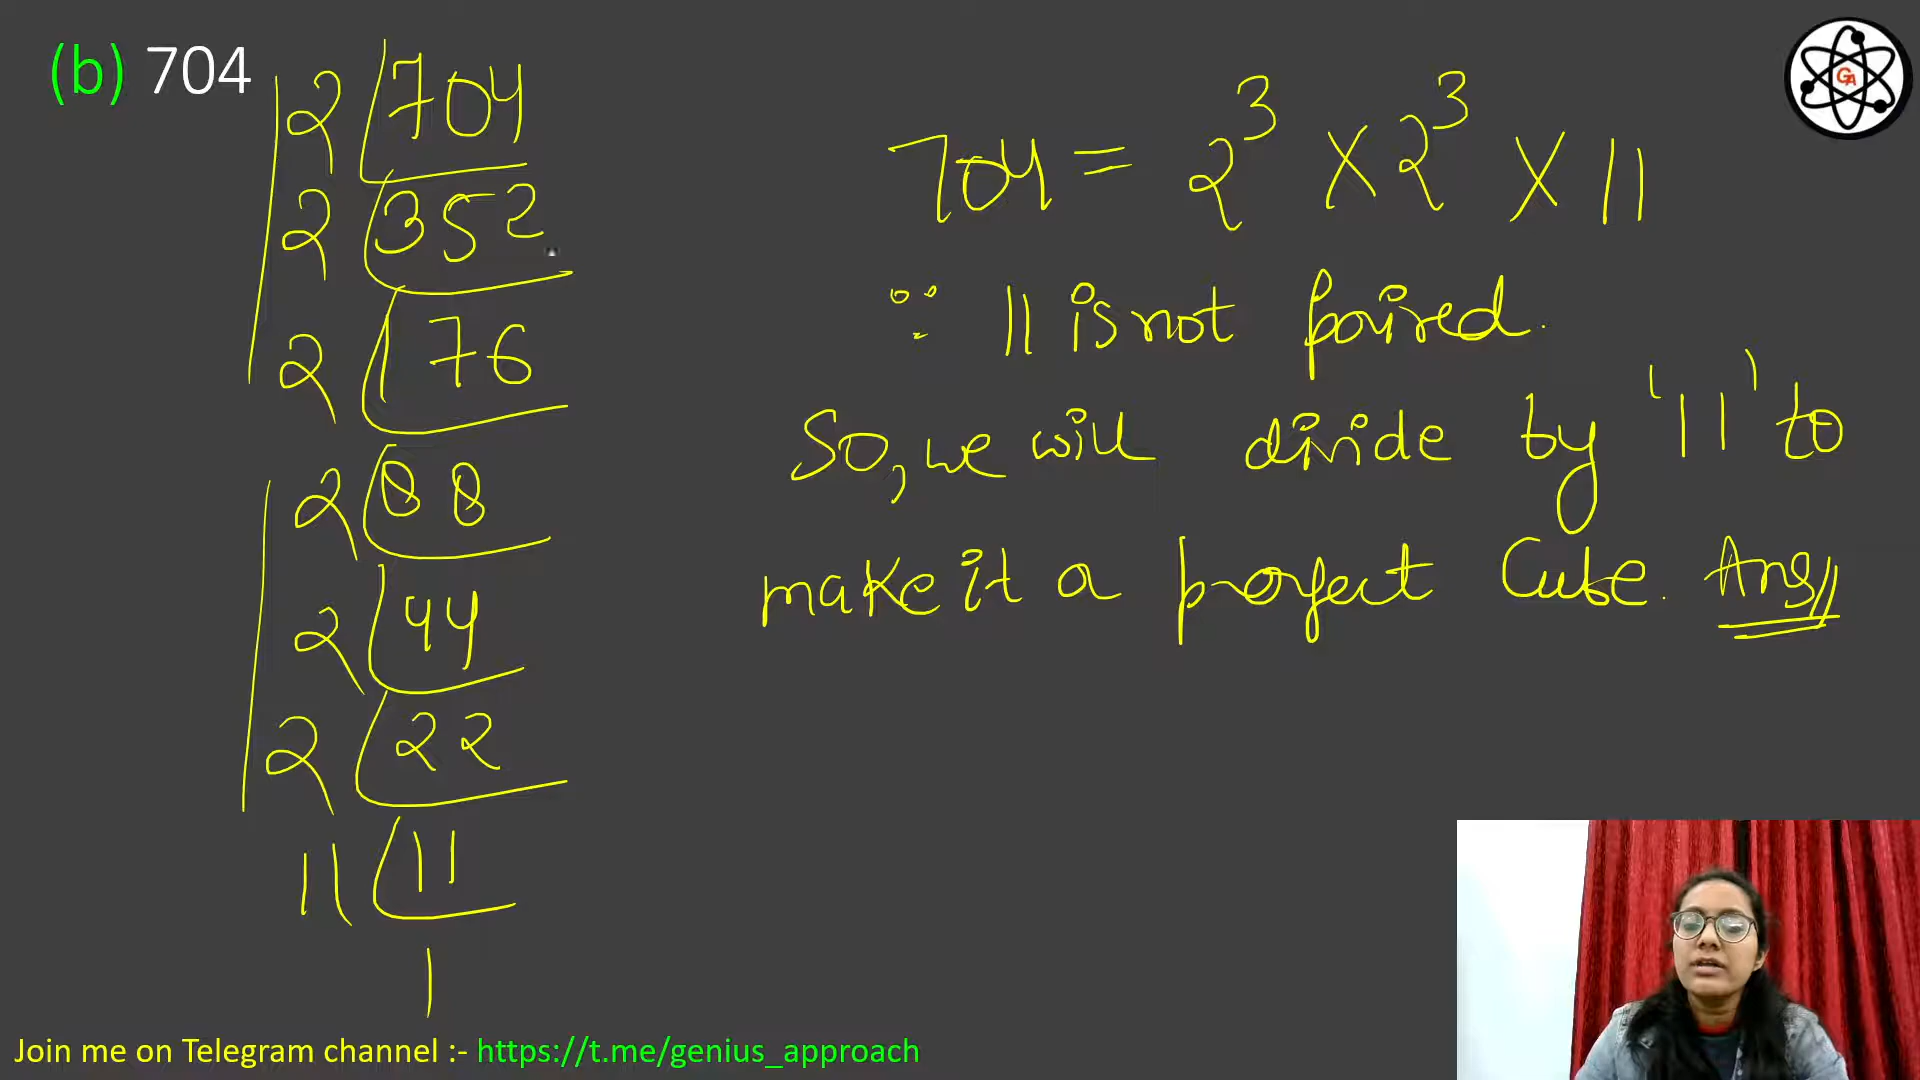 (b) 704
2 704
2 352
2 176
2 88
2 44
2 22
11 11
1
704 = 2³ × 2³ × 11
∵ 11 is not paired.
So, we will divide by '11' to
make it a perfect Cube. Ans
GA
Join me on Telegram channel :- https://t.me/genius_approach